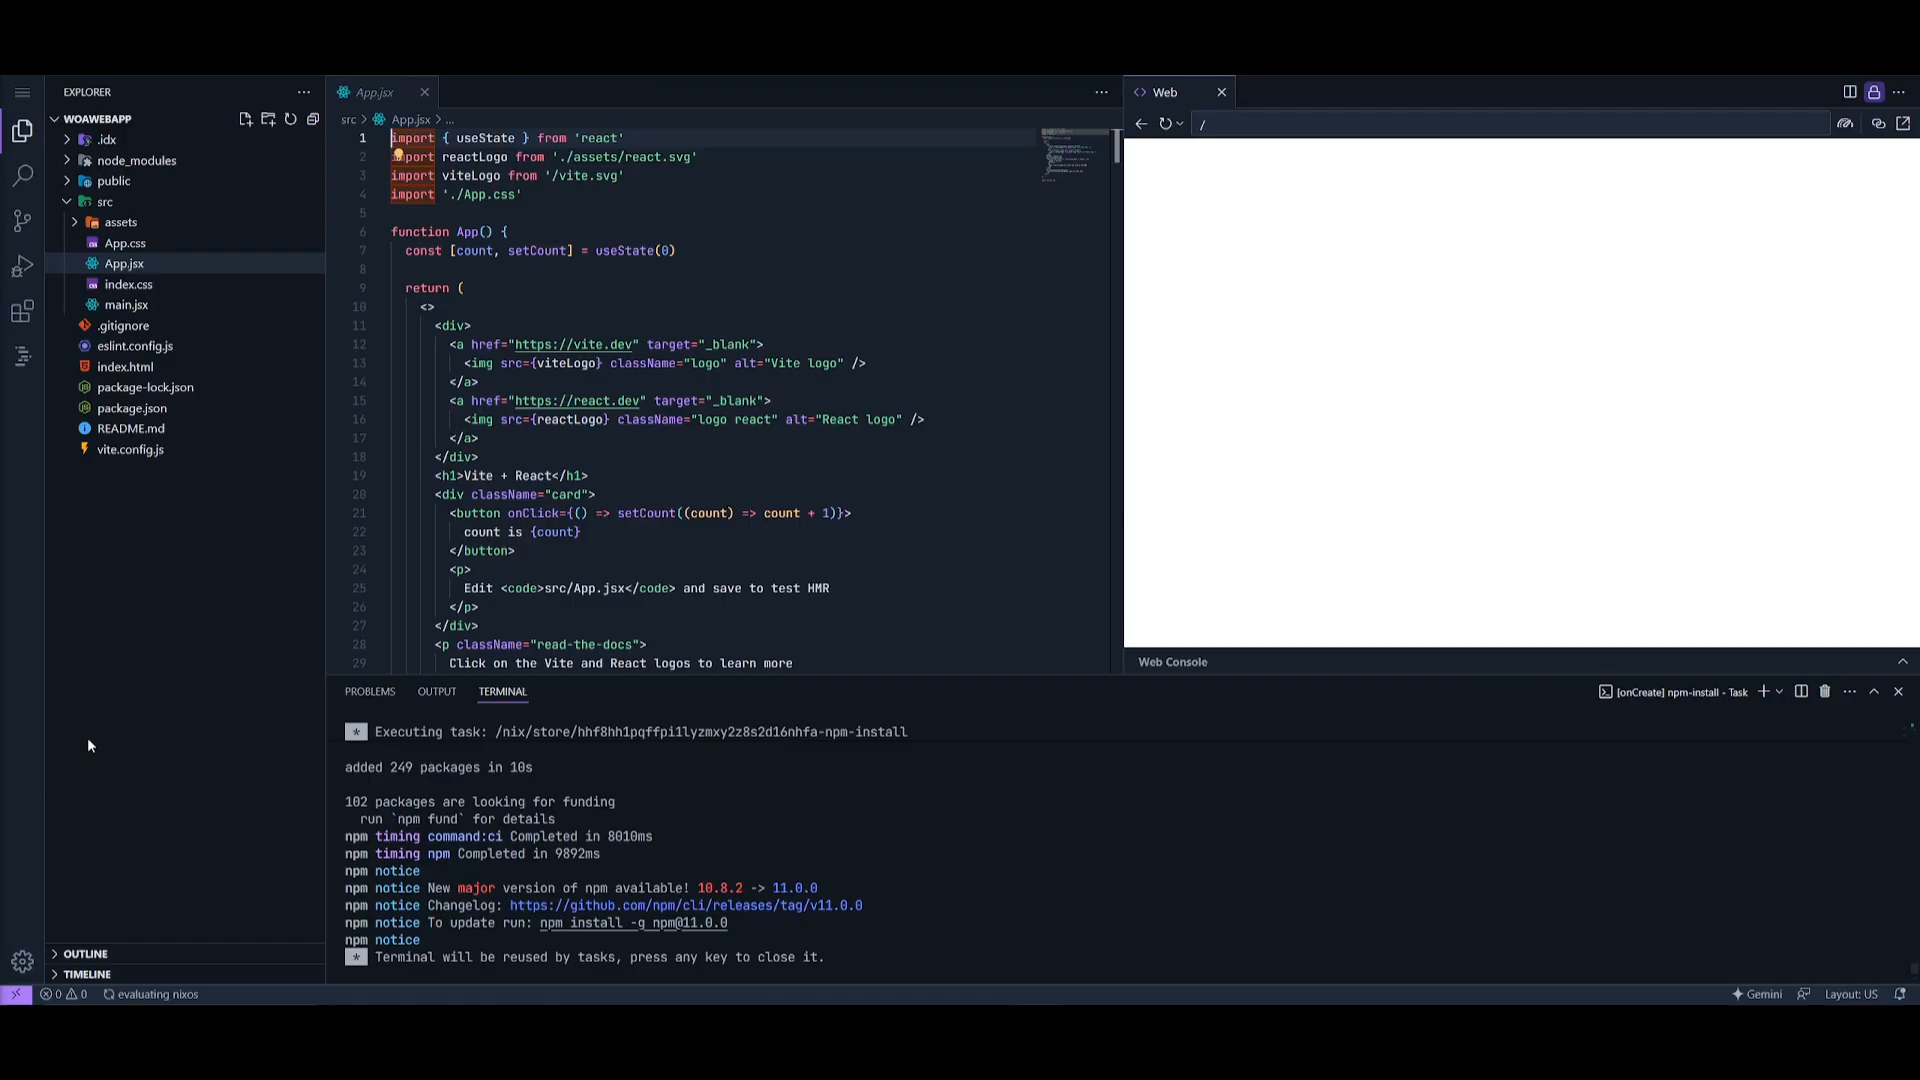 EXPLORER
WOAWEBAPP
.idx
node_modules
public
src
assets
App.css
App.jsx
index.css
main.jsx
.gitignore
eslint.config.js
index.html
package-lock.json
package.json
README.md
vite.config.js
OUTLINE
TIMELINE
App.jsx
src > App.jsx > ...
1 import { useState } from 'react'
2 import reactLogo from './assets/react.svg'
3 import viteLogo from '/vite.svg'
4 import './App.css'
5
6 function App() {
7 const [count, setCount] = useState(0)
8
9 return (
10 <>
11 <div>
12 <a href="https://vite.dev" target="_blank">
13 <img src={viteLogo} className="logo" alt="Vite logo" />
14 </a>
15 <a href="https://react.dev" target="_blank">
16 <img src={reactLogo} className="logo react" alt="React logo" />
17 </a>
18 </div>
19 <h1>Vite + React</h1>
20 <div className="card">
21 <button onClick={() => setCount((count) => count + 1)}>
22 count is {count}
23 </button>
24 <p>
25 Edit <code>src/App.jsx</code> and save to test HMR
26 </p>
27 </div>
28 <p className="read-the-docs">
29 Click on the Vite and React logos to learn more
Web
/
Web Console
PROBLEMS OUTPUT TERMINAL
[onCreate] npm-install - Task
* Executing task: /nix/store/hhf8hh1pqffpi1lyzmxy2z8s2d16nhfa-npm-install
added 249 packages in 10s
102 packages are looking for funding
run `npm fund` for details
npm timing command:ci Completed in 8010ms
npm timing npm Completed in 9892ms
npm notice
npm notice New major version of npm available! 10.8.2 -> 11.0.0
npm notice Changelog: https://github.com/npm/cli/releases/tag/v11.0.0
npm notice To update run: npm install -g npm@11.0.0
npm notice
* Terminal will be reused by tasks, press any key to close it.
0 0 evaluating nixos
Gemini Layout: US